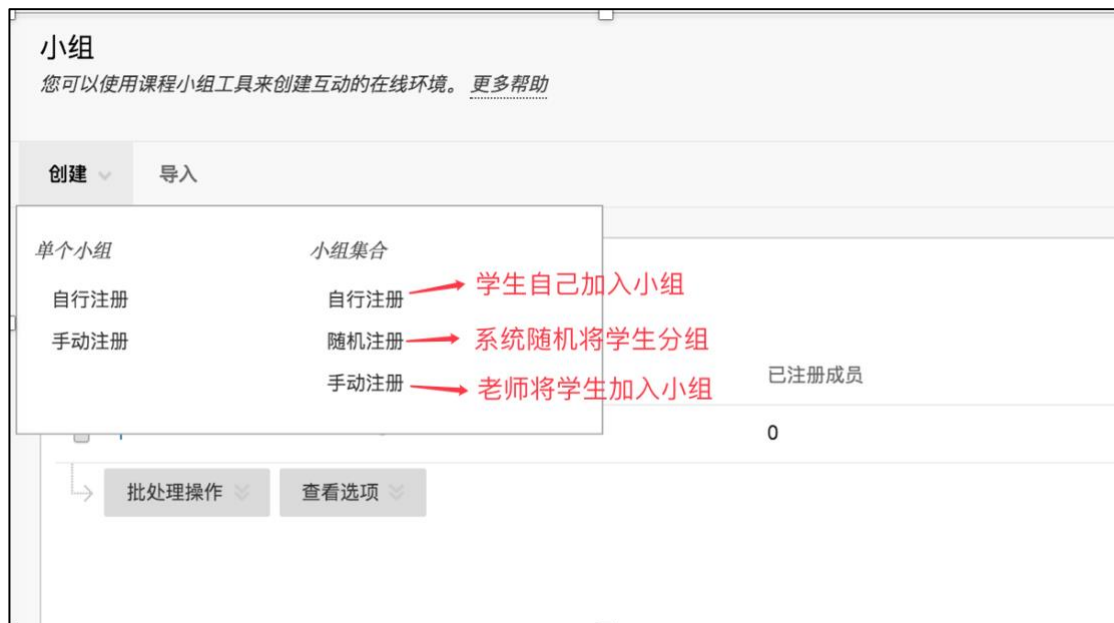 小组
您可以使用课程小组工具来创建互动的在线环境。 更多帮助
创建 导入
单个小组 小组集合
自行注册 自行注册 学生自己加入小组
手动注册 随机注册 系统随机将学生分组
手动注册 老师将学生加入小组
已注册成员
0
批处理操作 查看选项